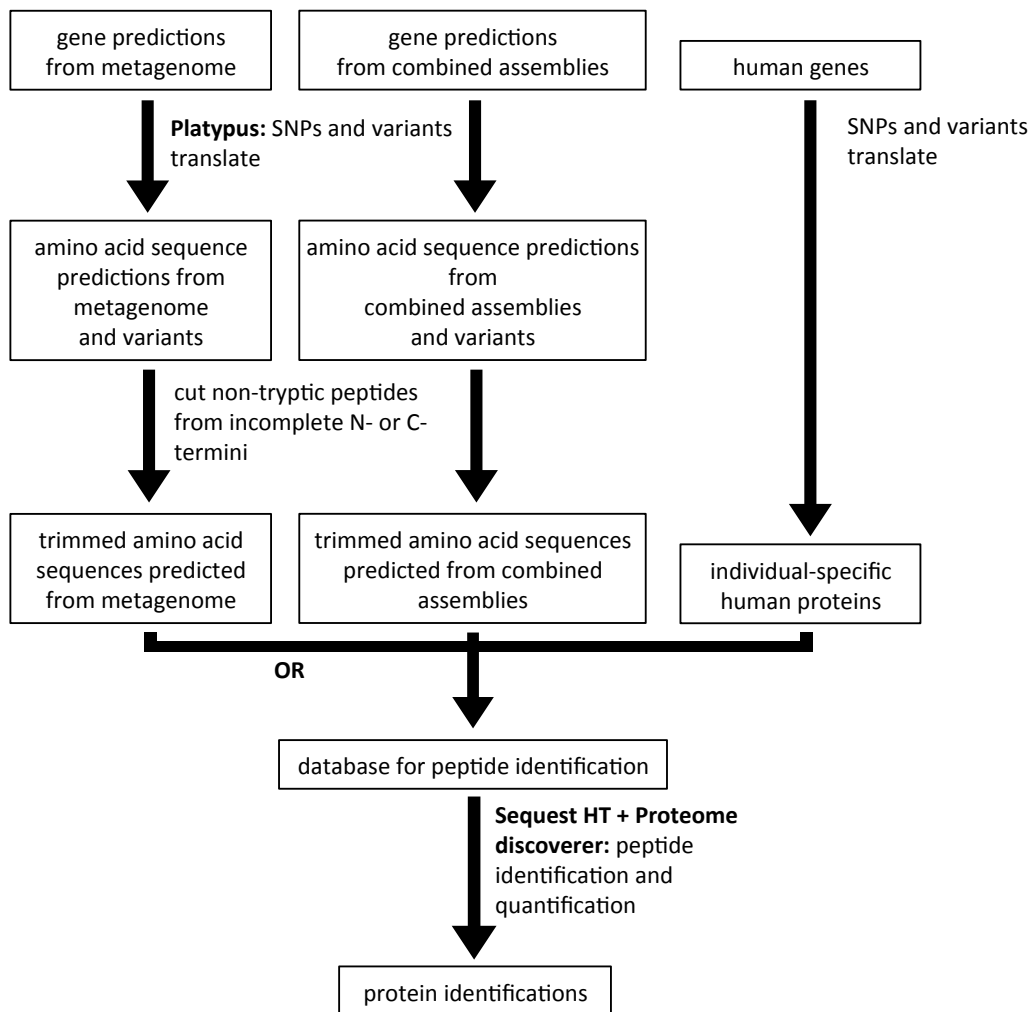 gene predictions
from metagenome
gene predictions
from combined assemblies
human genes
Platypus: SNPs and variants
translate
SNPs and variants
translate
amino acid sequence
predictions from
metagenome
and variants
amino acid sequence predictions
from
combined assemblies
and variants
cut non-tryptic peptides
from incomplete N- or C-
termini
trimmed amino acid
sequences predicted
from metagenome
trimmed amino acid sequences
predicted from combined
assemblies
individual-specific
human proteins
OR
database for peptide identification
Sequest HT + Proteome
discoverer: peptide
identification and
quantification
protein identifications